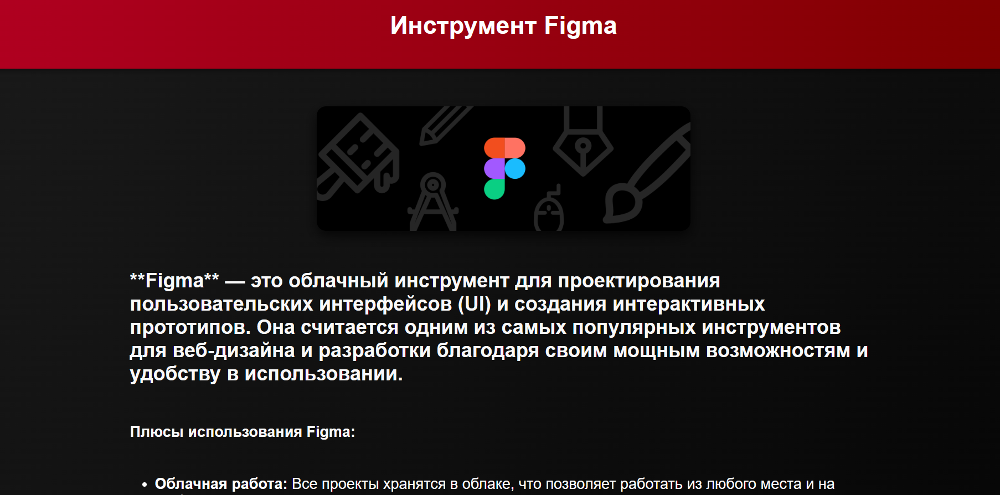 Инструмент Figma
**Figma** — это облачный инструмент для проектирования
пользовательских интерфейсов (UI) и создания интерактивных
прототипов. Она считается одним из самых популярных инструментов
для веб-дизайна и разработки благодаря своим мощным возможностям и
удобству в использовании.
Плюсы использования Figma:
• Облачная работа: Все проекты хранятся в облаке, что позволяет работать из любого места и на